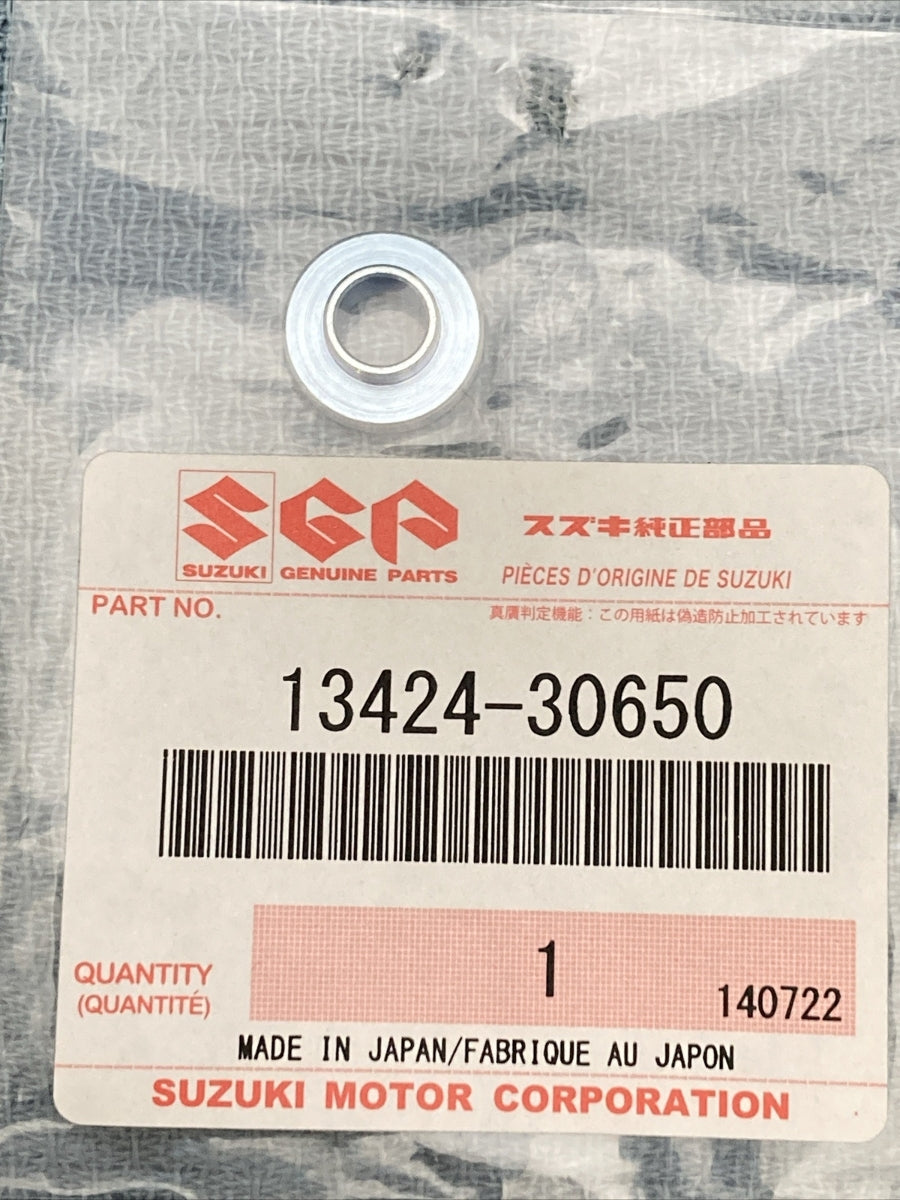 SGP
スズキ純正部品
SUZUKI GENUINE PARTS
PIÈCES D'ORIGINE DE SUZUKI
PART NO.
真贋判定機能：この用紙は偽造防止加工されています
13424-30650
1
QUANTITY
(QUANTITÉ)
140722
MADE IN JAPAN/FABRIQUE AU JAPON
SUZUKI MOTOR CORPORATION